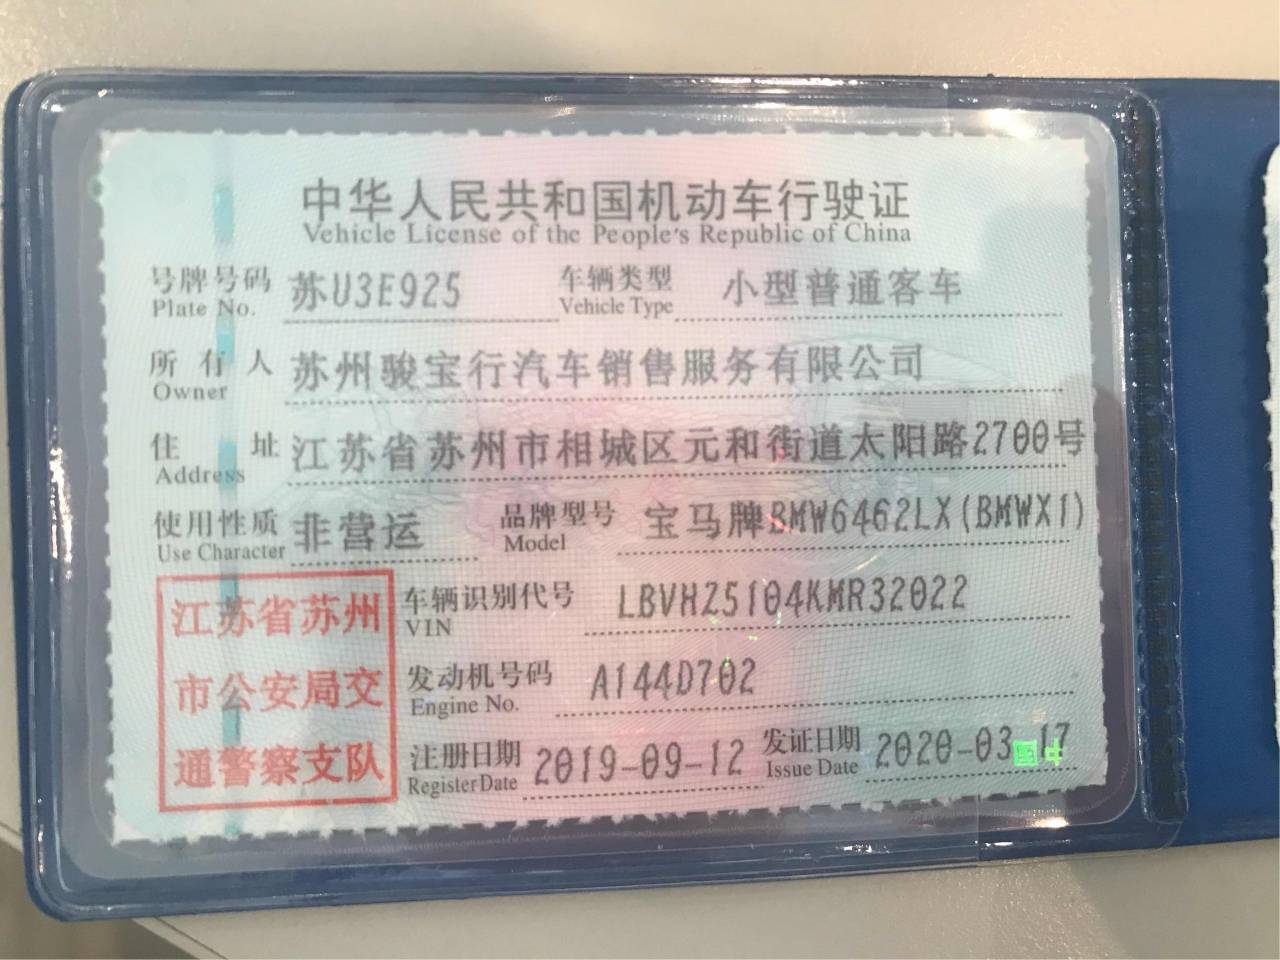 中华人民共和国机动车行驶证
Vehicle License of the People's Republic of China
号牌号码 苏U3E925 车辆类型 小型普通客车
Plate No. Vehicle Type
所有人 苏州骏宝行汽车销售服务有限公司
Owner
住址 江苏省苏州市相城区元和街道太阳路2700号
Address
使用性质 非营运 品牌型号 宝马牌BMW6462LX(BMWX1)
Use Character Model
江苏省苏州
市公安局交
通警察支队
车辆识别代号 LBVHZ5104KMR32022
VIN
发动机号码 A144D702
Engine No.
注册日期 2019-09-12 发证日期 2020-03-17
Register Date Issue Date
中国